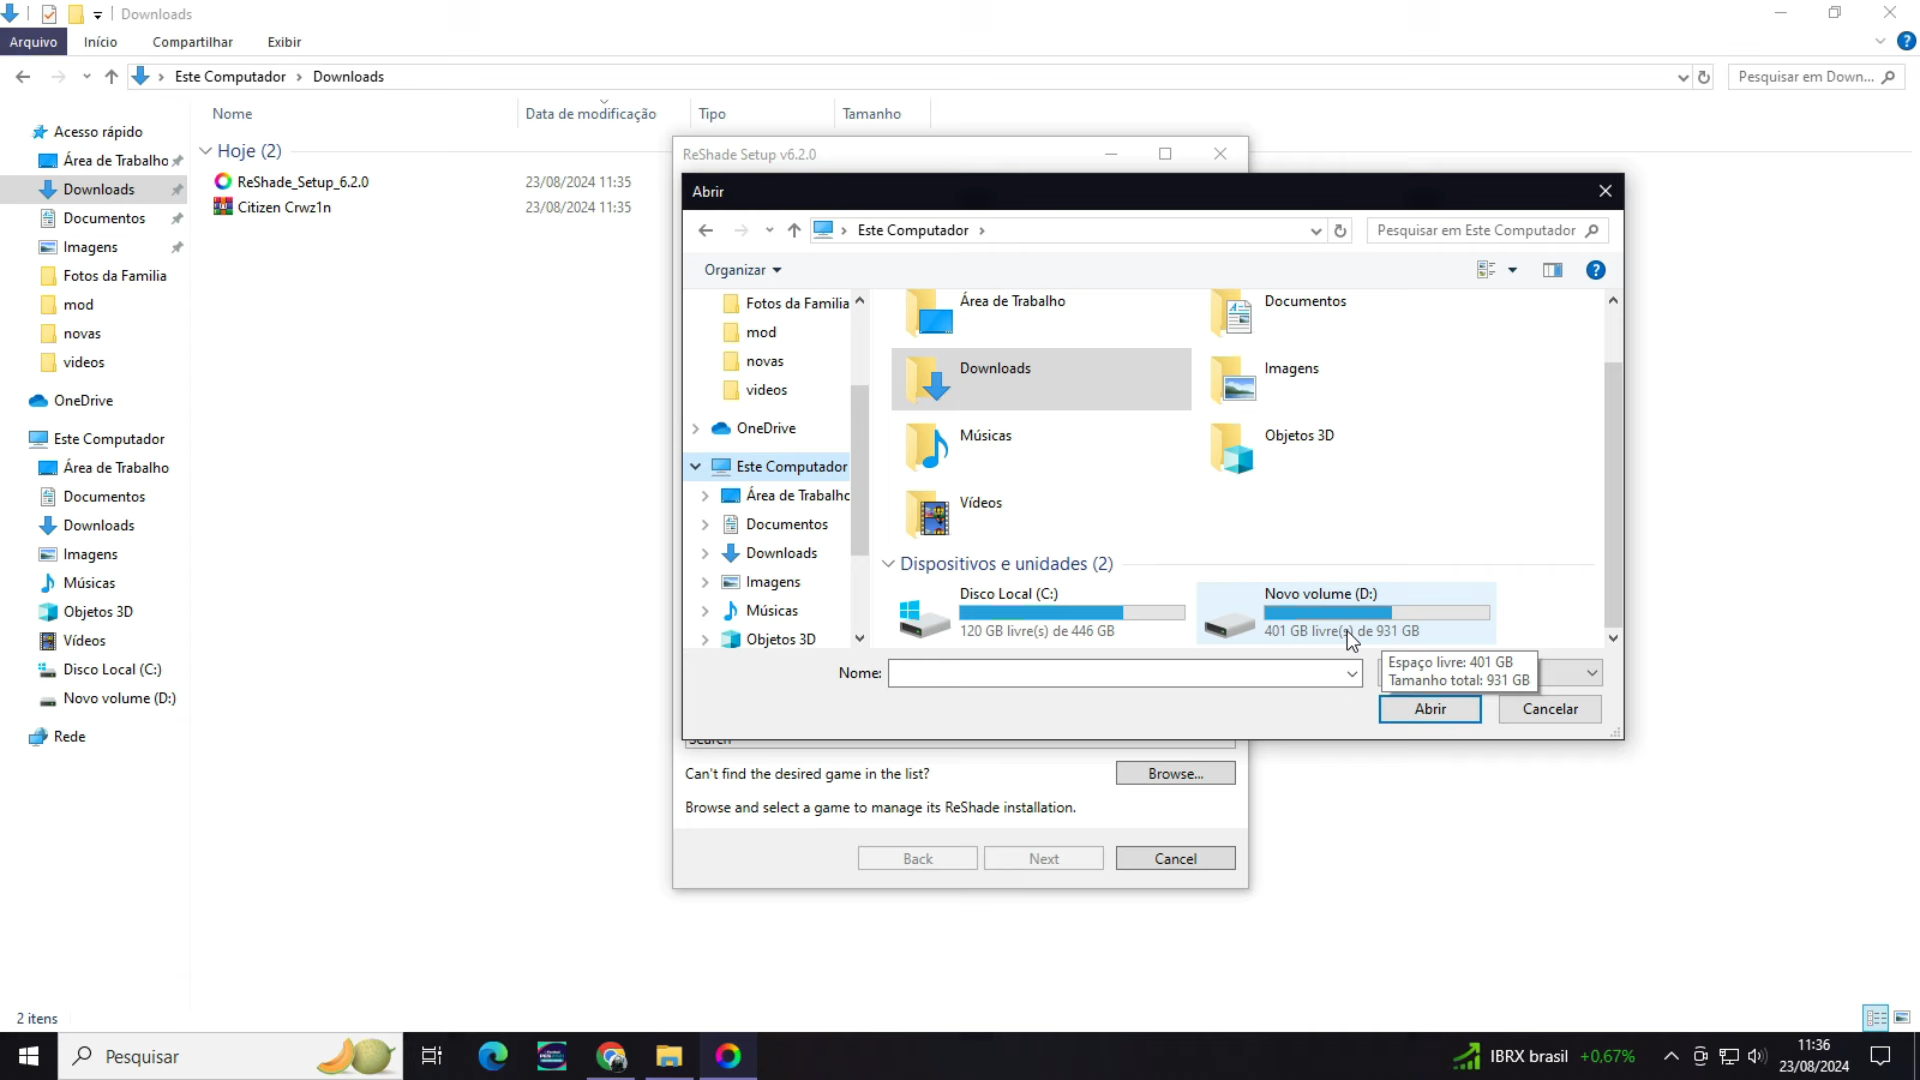 Downloads
Arquivo Início Compartilhar Exibir
Este Computador Downloads
Pesquisar em Down...
Nome Data de modificação Tipo Tamanho
Acesso rápido
Área de Trabalho
Downloads
Documentos
Imagens
Fotos da Familia
mod
novas
videos
OneDrive
Este Computador
Área de Trabalho
Documentos
Downloads
Imagens
Músicas
Objetos 3D
Vídeos
Disco Local (C:)
Novo volume (D:)
Rede
Hoje (2)
ReShade_Setup_6.2.0 23/08/2024 11:35
Citizen Crwz1n 23/08/2024 11:35
ReShade Setup v6.2.0
Abrir
Este Computador
Pesquisar em Este Computador
Organizar
Fotos da Familia
mod
novas
videos
OneDrive
Este Computador
Área de Trabalho
Documentos
Downloads
Imagens
Músicas
Objetos 3D
Área de Trabalho
Documentos
Downloads
Imagens
Músicas
Objetos 3D
Vídeos
Dispositivos e unidades (2)
Disco Local (C:)
120 GB livre(s) de 446 GB
Novo volume (D:)
401 GB livre(s) de 931 GB
Espaço livre: 401 GB
Tamanho total: 931 GB
Nome:
Abrir Cancelar
Search
Can't find the desired game in the list?
Browse...
Browse and select a game to manage its ReShade installation.
Back Next Cancel
2 itens
Pesquisar
IBRX brasil +0,67%
11:36
23/08/2024